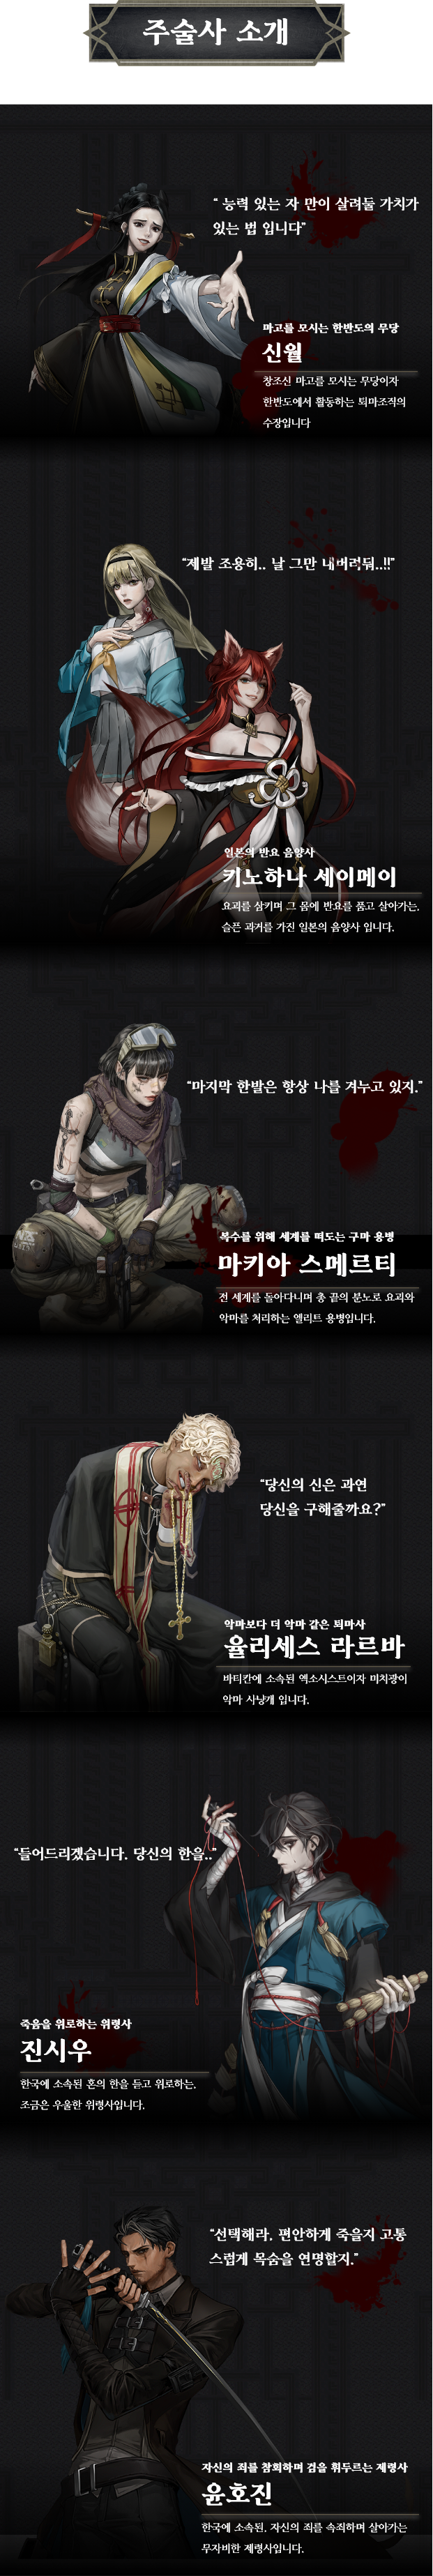 주술사 소개
“ 능력 있는 자 만이 살려둘 가치가
있는 법 입니다”
마고를 모시는 한반도의 무당
신월
창조신 마고를 모시는 무당이자
한반도에서 활동하는 퇴마조직의
수장입니다
“제발 조용히.. 날 그만 내버려둬..!!”
인본의 반요 음양사
키노하나 세이메이
요괴를 삼키며 그 몸에 반요를 품고 살아가는,
슬픈 과거를 가진 일본의 음양사 입니다.
“마지막 한발은 항상 나를 겨누고 있지.”
복수를 위해 세계를 떠도는 구마 용병
마키아 스메르티
전 세계를 돌아다니며 총 끝의 분노로 요괴와
악마를 처리하는 엘리트 용병입니다.
“당신의 신은 과연
당신을 구해줄까요?”
악마보다 더 악마 같은 퇴마사
율리세스 라르바
바티칸에 소속된 엑소시스트이자 미치광이
악마 사냥개 입니다.
“들어드리겠습니다. 당신의 한을..”
죽음을 위로하는 위령사
진시우
한국에 소속된 혼의 한을 듣고 위로하는,
조금은 우울한 위령사입니다.
“선택해라. 편안하게 죽을지 고통
스럽게 목숨을 연명할지.”
자신의 죄를 참회하며 검을 휘두르는 제령사
윤호진
한국에 소속된, 자신의 죄를 속죄하며 살아가는
무자비한 제령사입니다.